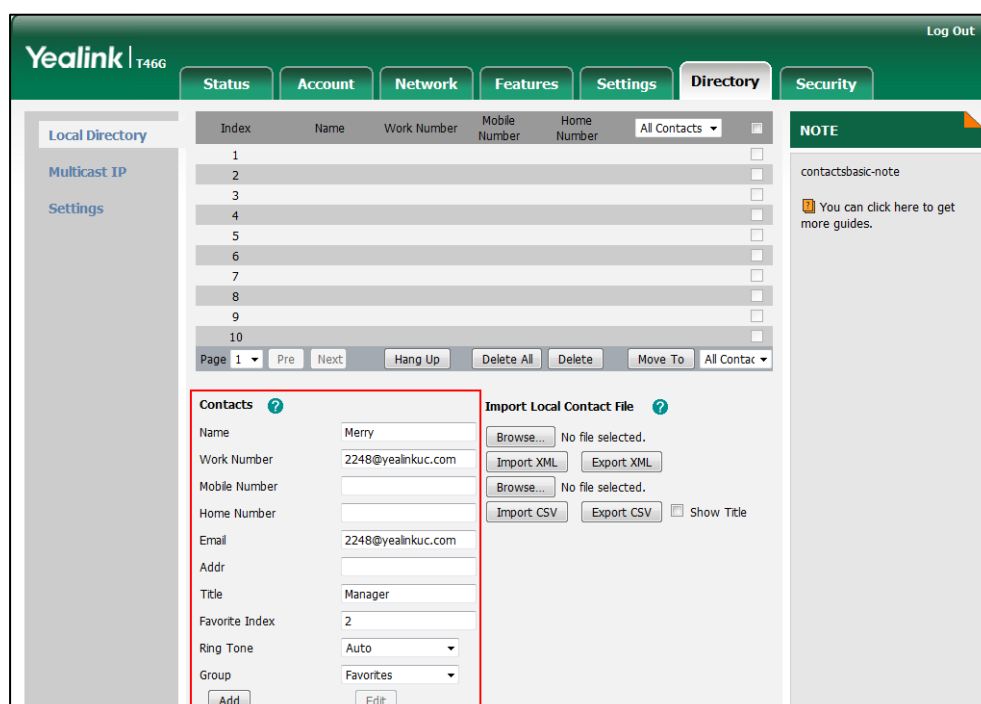 Log Out
Yealink | T46G
Status Account Network Features Settings Directory Security
Local Directory
Multicast IP
Settings
Index Name Work Number Mobile Number Home Number All Contacts
1
2
3
4
5
6
7
8
9
10
Page 1 Pre Next Hang Up Delete All Delete Move To All Contac
Contacts ?
Name Merry
Work Number 2248@yealinkuc.com
Mobile Number
Home Number
Email 2248@yealinkuc.com
Addr
Title Manager
Favorite Index 2
Ring Tone Auto
Group Favorites
Add Edit
Import Local Contact File ?
Browse... No file selected.
Import XML Export XML
Browse... No file selected.
Import CSV Export CSV Show Title
NOTE
contactsbasic-note
? You can click here to get
more guides.